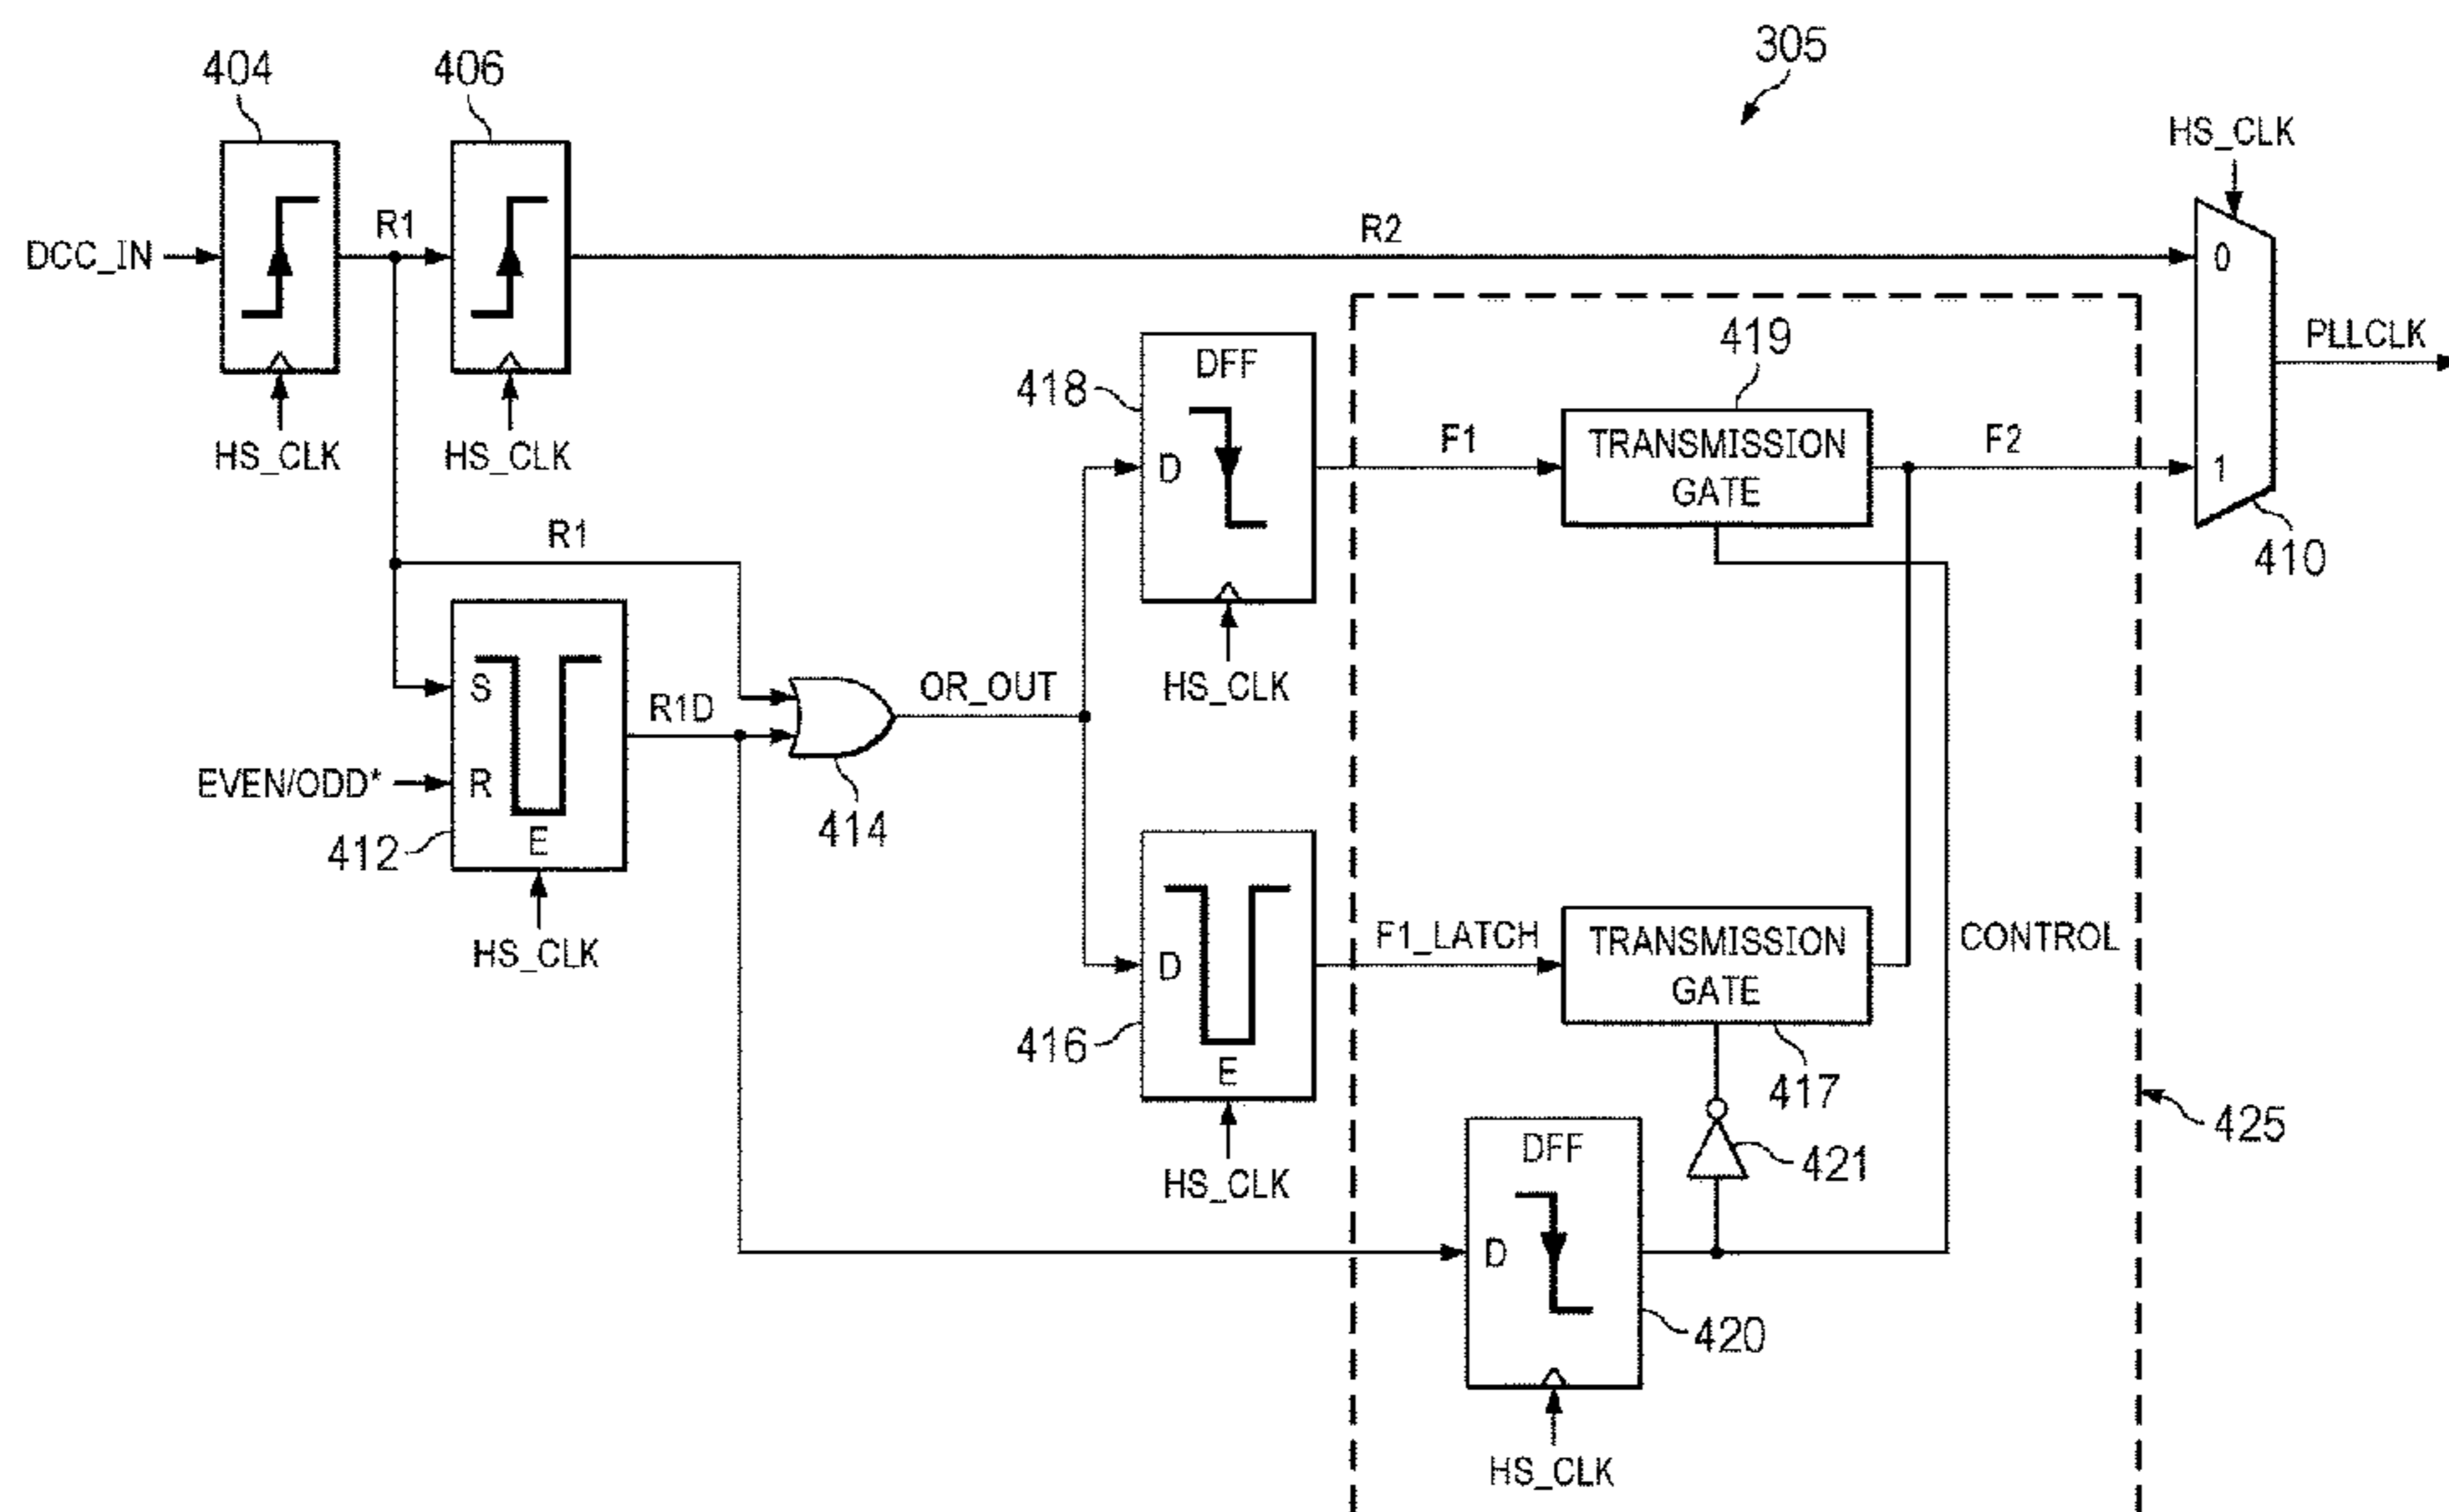 305
404
406
HS_CLK
R1
R2
DCC_IN
0
PLLCLK
419
DFF
418
HS_CLK
HS_CLK
TRANSMISSION
GATE
F1
F2
D
1
410
R1
S
R1D
OR_OUT
HS_CLK
EVEN/ODD*
R
E
412
414
HS_CLK
F1_LATCH
TRANSMISSION
GATE
CONTROL
D
416
E
417
425
DFF
421
HS_CLK
D
420
HS_CLK